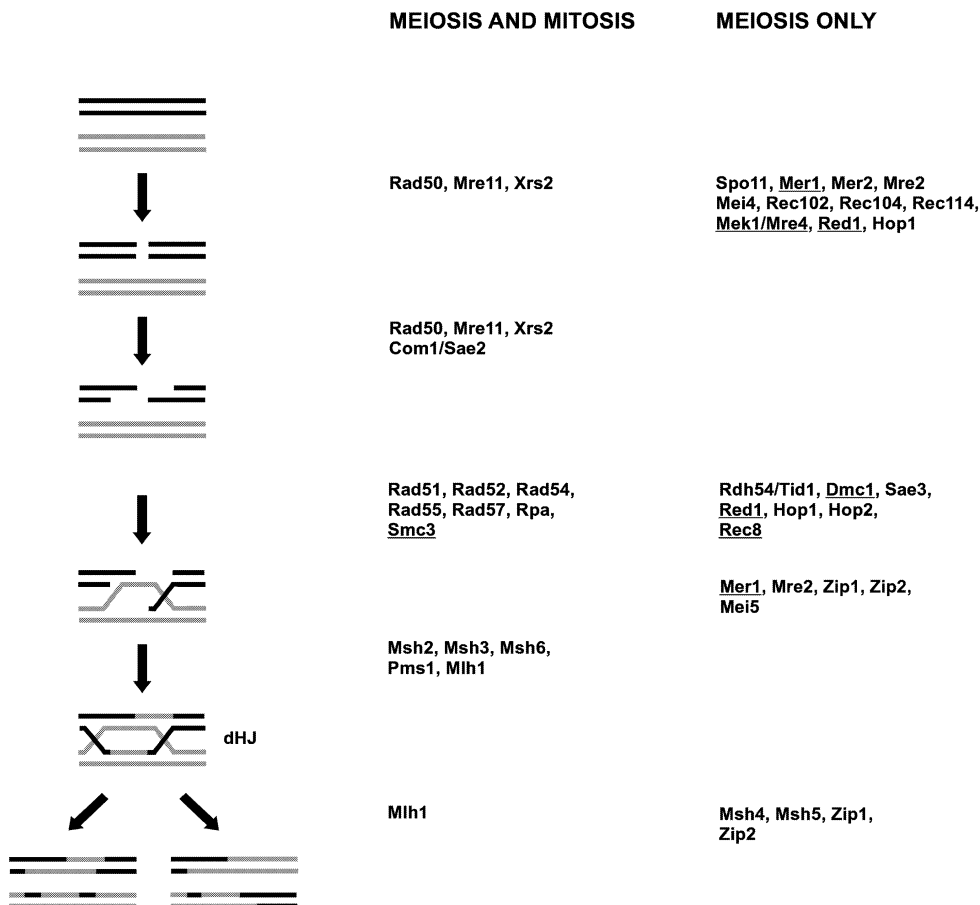 MEIOSIS AND MITOSIS
MEIOSIS ONLY
Rad50, Mre11, Xrs2
Spo11, Mer1, Mer2, Mre2
Mei4, Rec102, Rec104, Rec114,
Mek1/Mre4, Red1, Hop1
Rad50, Mre11, Xrs2
Com1/Sae2
Rad51, Rad52, Rad54,
Rad55, Rad57, Rpa,
Smc3
Rdh54/Tid1, Dmc1, Sae3,
Red1, Hop1, Hop2,
Rec8
Mer1, Mre2, Zip1, Zip2,
Mei5
Msh2, Msh3, Msh6,
Pms1, Mlh1
dHJ
Mlh1
Msh4, Msh5, Zip1,
Zip2